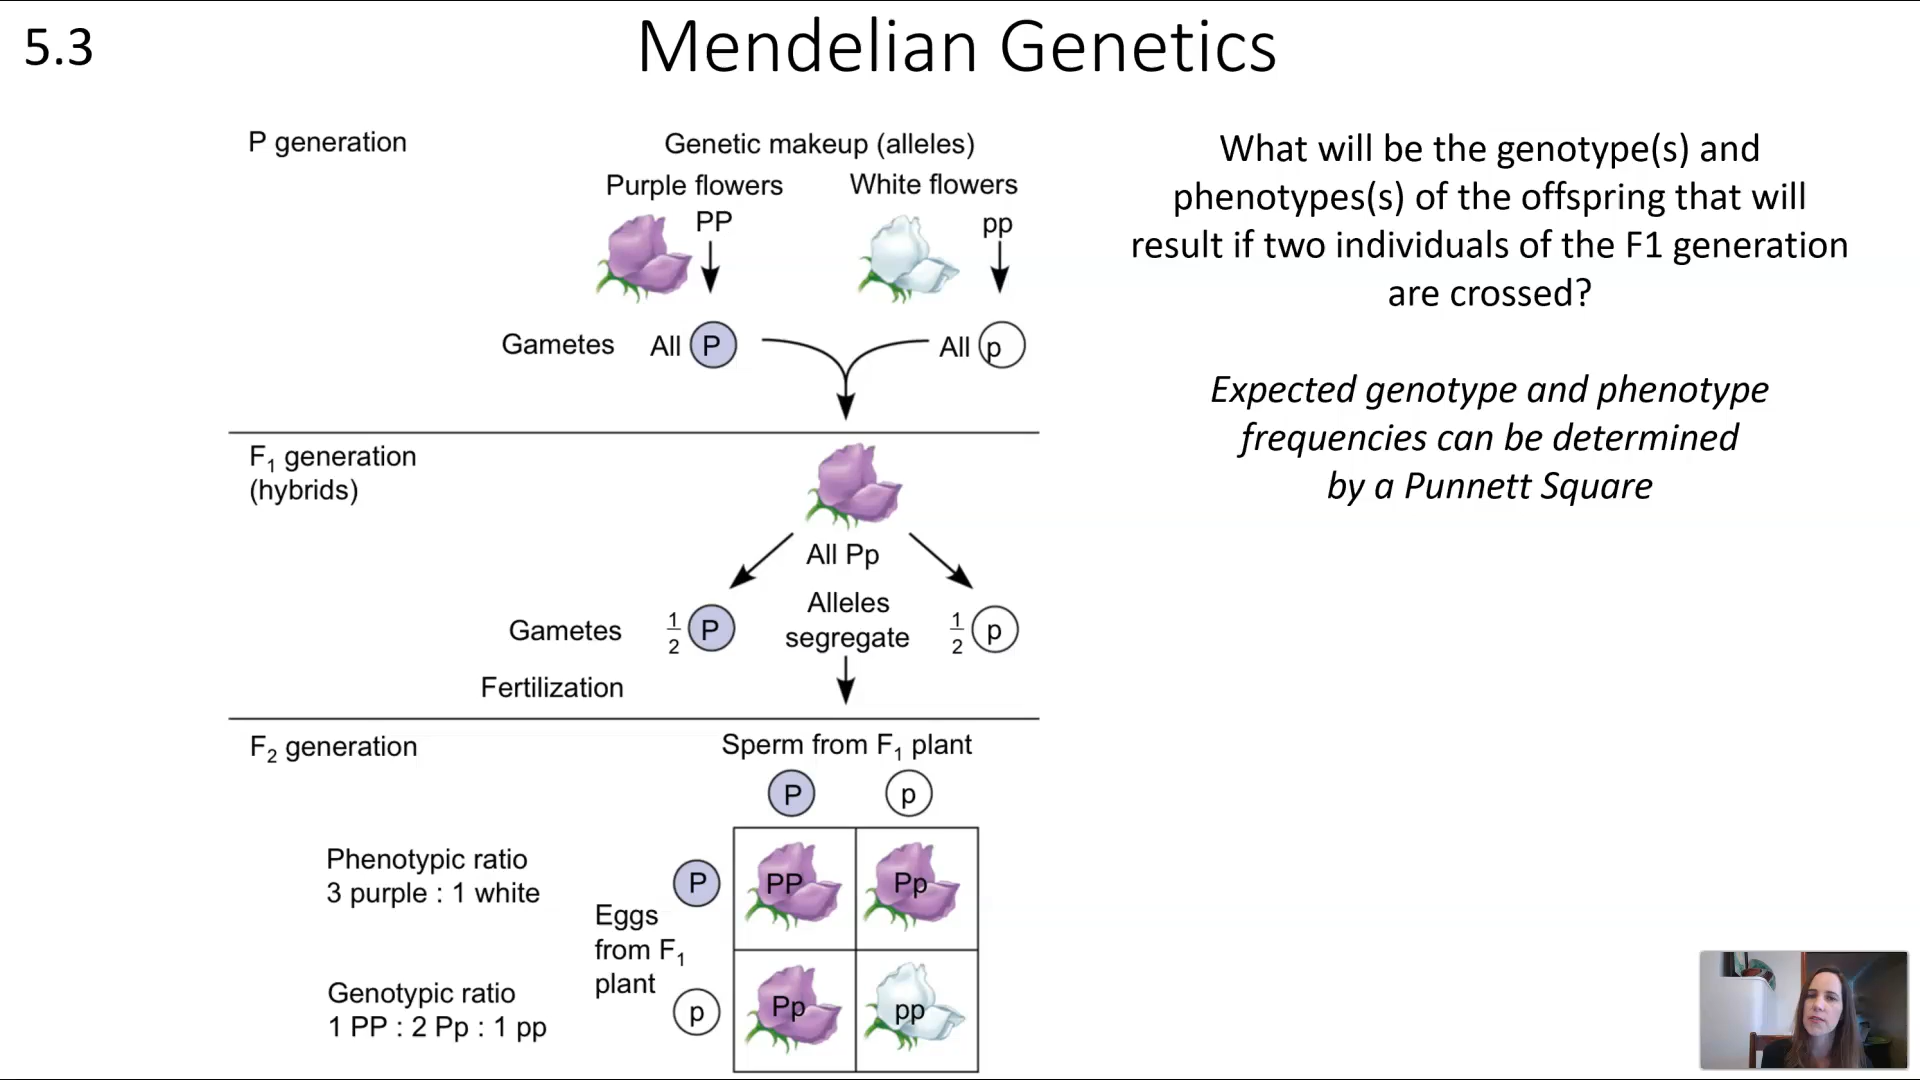 5.3
Mendelian Genetics
P generation
Genetic makeup (alleles)
Purple flowers
White flowers
PP
pp
Gametes
All P
All p
F1 generation
(hybrids)
All Pp
Alleles
segregate
Gametes
1/2 P
1/2 p
Fertilization
F2 generation
Sperm from F1 plant
P
p
Phenotypic ratio
3 purple : 1 white
Genotypic ratio
1 PP : 2 Pp : 1 pp
Eggs
from F1
plant
P
PP
Pp
p
Pp
pp
What will be the genotype(s) and
phenotypes(s) of the offspring that will
result if two individuals of the F1 generation
are crossed?
Expected genotype and phenotype
frequencies can be determined
by a Punnett Square